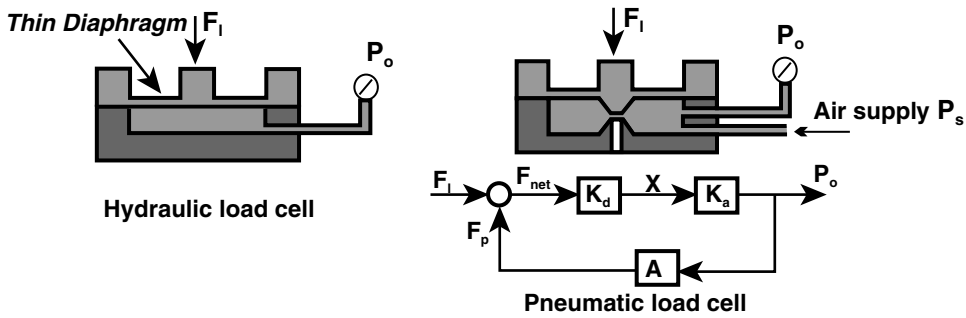 Thin Diaphragm
F_l
P_o
Hydraulic load cell
F_l
P_o
Air supply P_s
F_l
F_net
K_d
X
K_a
P_o
F_p
A
Pneumatic load cell